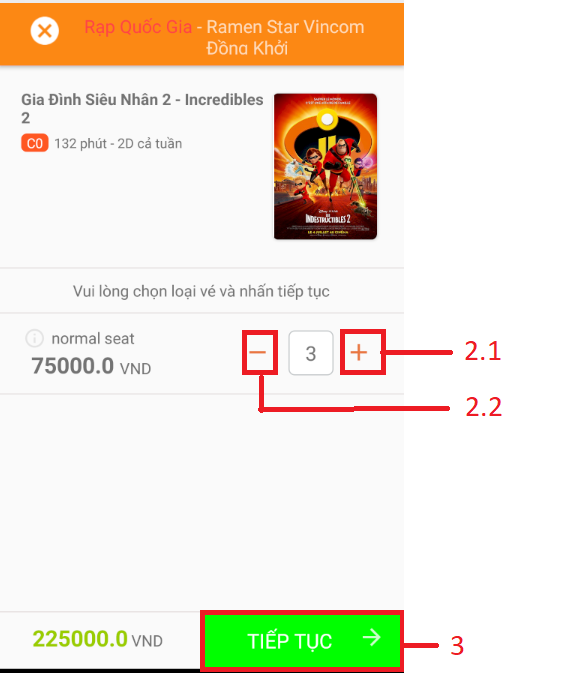 Rạp Quốc Gia - Ramen Star Vincom
Đồng Khởi
Gia Đình Siêu Nhân 2 - Incredibles
2
C0 132 phút - 2D cả tuần
INDESTRUCTIBLES 2
Vui lòng chọn loại vé và nhấn tiếp tục
normal seat
75000.0 VND
− 3 +
2.1
2.2
225000.0 VND
TIẾP TỤC →
3